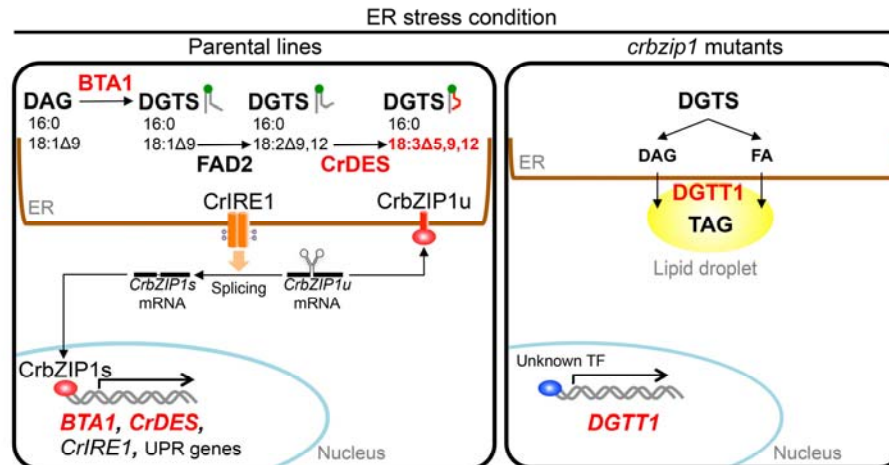 ER stress condition
Parental lines
crbzip1 mutants
BTA1
DAG
DGTS
DGTS
DGTS
16:0
16:0
16:0
16:0
18:1Δ9
18:1Δ9
18:2Δ9,12
18:3Δ5,9,12
FAD2
CrDES
ER
CrIRE1
CrbZIP1u
CrbZIP1s
mRNA
Splicing
CrbZIP1u
mRNA
CrbZIP1s
BTA1, CrDES,
CrIRE1, UPR genes
Nucleus
DGTS
DAG
FA
ER
DGTT1
TAG
Lipid droplet
Unknown TF
DGTT1
Nucleus